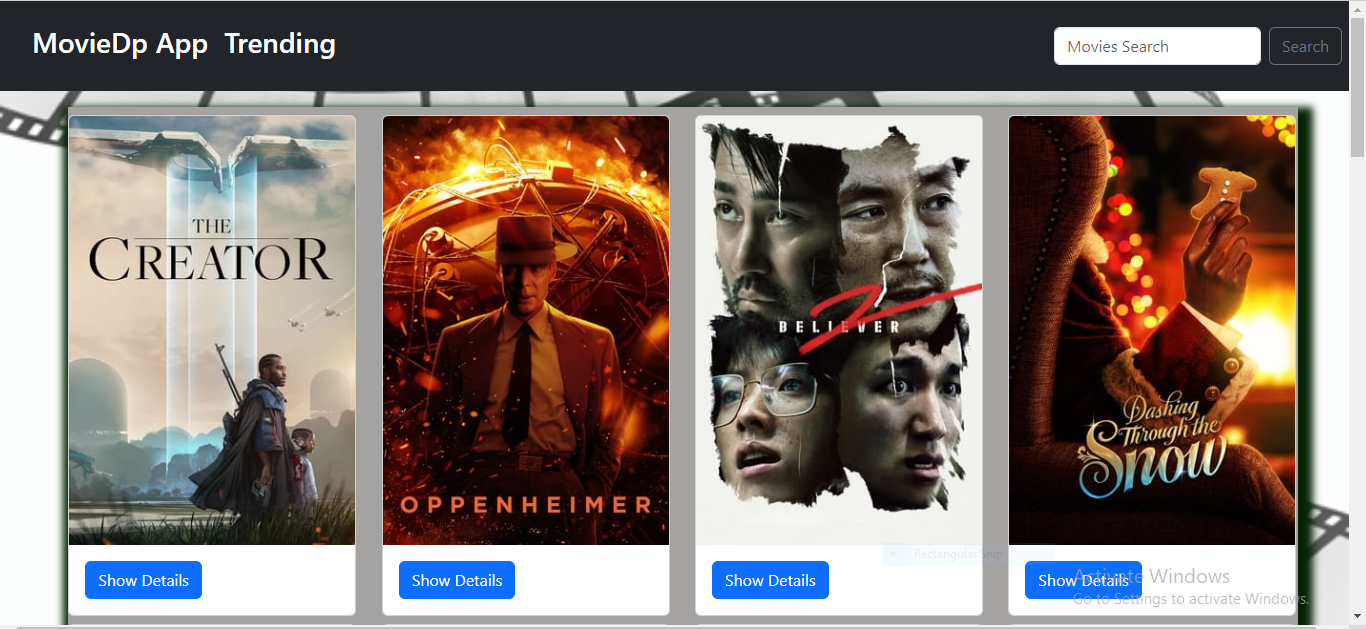 MovieDp App Trending
Movies Search
Search
THE
CREATOR
OPPENHEIMER
2
BELIEVER
Dashing
Through the
Snow
Rectangular Snip
Show Details
Show Details
Show Details
Show Details
Activate Windows
Go to Settings to activate Windows.